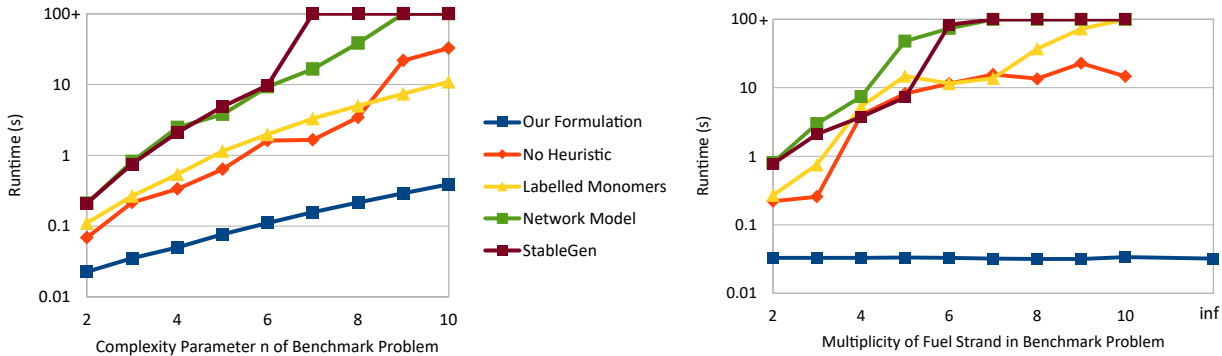 100+
10
1
0.1
0.01
Runtime (s)
2 4 6 8 10
Complexity Parameter n of Benchmark Problem
Our Formulation
No Heuristic
Labelled Monomers
Network Model
StableGen
100+
10
1
0.1
0.01
Runtime (s)
2 4 6 8 10 inf
Multiplicity of Fuel Strand in Benchmark Problem